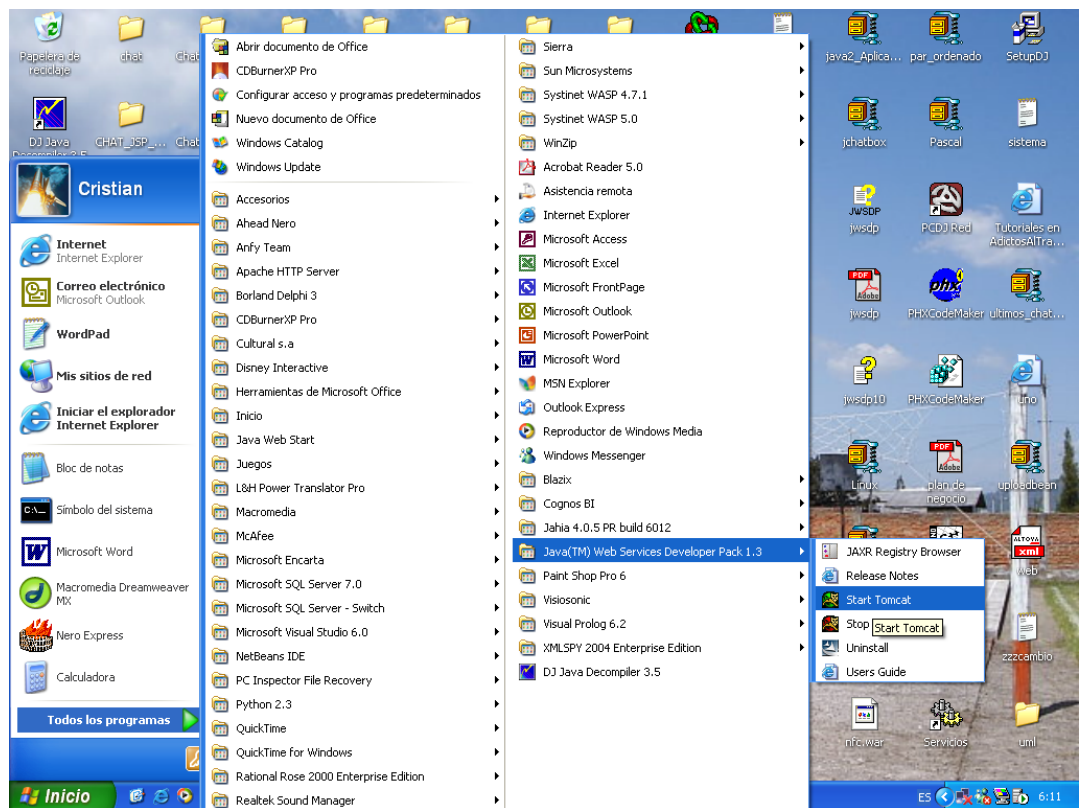 Papelera de
reciclaje
chat
Chat
java2_Aplica...
par_ordenado
SetupDJ
DJ Java
Decompiler 3.5
CHAT_JSP_...
Chat
jchatbox
Pascal
sistema
JWSDP
jwsdp
PCDJ Red
Tutoriales en
AdictosAlTra...
PDF
Adobe
jwsdp
phx
PHXCodeMaker
ultimos_chat...
jwsdp10
PHXCodeMaker
uno
Linux
PDF
Adobe
plan de
negocio
uploadbean
ALTOVA
xml
web
zzzcambio
nfc.war
Servicios
uml
Cristian
Internet
Internet Explorer
Correo electrónico
Microsoft Outlook
WordPad
Mis sitios de red
Iniciar el explorador
Internet Explorer
Bloc de notas
C:\_
Símbolo del sistema
Microsoft Word
Macromedia Dreamweaver
MX
Nero Express
Calculadora
Todos los programas
Abrir documento de Office
CDBurnerXP Pro
Configurar acceso y programas predeterminados
Nuevo documento de Office
Windows Catalog
Windows Update
Accesorios
Ahead Nero
Anfy Team
Apache HTTP Server
Borland Delphi 3
CDBurnerXP Pro
Cultural s.a
Disney Interactive
Herramientas de Microsoft Office
Inicio
Java Web Start
Juegos
L&H Power Translator Pro
Macromedia
McAfee
Microsoft Encarta
Microsoft SQL Server 7.0
Microsoft SQL Server - Switch
Microsoft Visual Studio 6.0
NetBeans IDE
PC Inspector File Recovery
Python 2.3
QuickTime
QuickTime for Windows
Rational Rose 2000 Enterprise Edition
Realtek Sound Manager
Sierra
Sun Microsystems
Systinet WASP 4.7.1
Systinet WASP 5.0
WinZip
Acrobat Reader 5.0
Asistencia remota
Internet Explorer
Microsoft Access
Microsoft Excel
Microsoft FrontPage
Microsoft Outlook
Microsoft PowerPoint
Microsoft Word
MSN Explorer
Outlook Express
Reproductor de Windows Media
Windows Messenger
Blazix
Cognos BI
Jahia 4.0.5 PR build 6012
Java(TM) Web Services Developer Pack 1.3
Paint Shop Pro 6
Visiosonic
Visual Prolog 6.2
XMLSPY 2004 Enterprise Edition
DJ Java Decompiler 3.5
JAXR Registry Browser
Release Notes
Start Tomcat
Stop
Start Tomcat
Uninstall
Users Guide
Inicio
ES
6:11